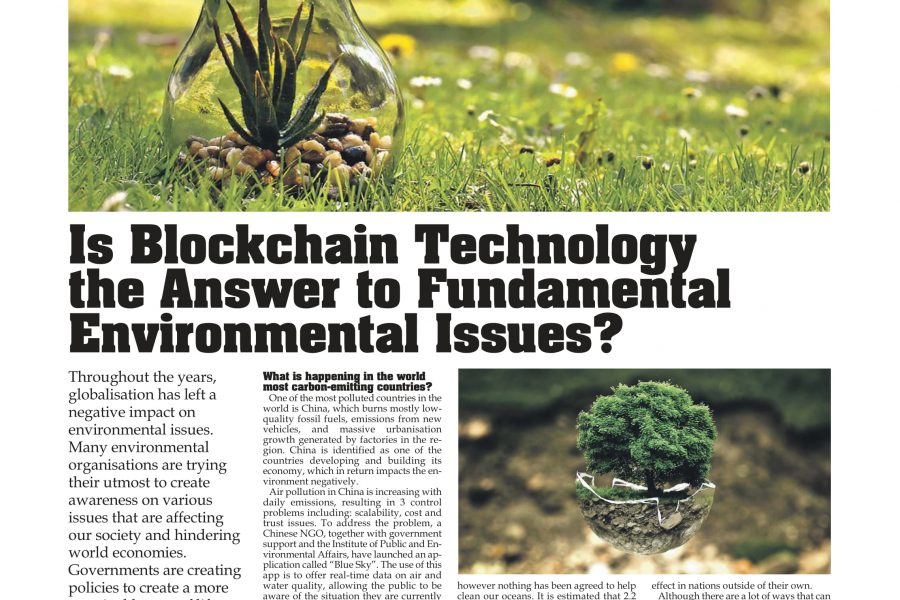 Is Blockchain Technology
the Answer to Fundamental
Environmental Issues?
Throughout the years,
globalisation has left a
negative impact on
environmental issues.
Many environmental
organisations are trying
their utmost to create
awareness on various
issues that are affecting
our society and hindering
world economies.
Governments are creating
policies to create a more
What is happening in the world
most carbon-emitting countries?
One of the most polluted countries in the
world is China, which burns mostly low-
quality fossil fuels, emissions from new
vehicles, and massive urbanisation
growth generated by factories in the re-
gion. China is identified as one of the
countries developing and building its
economy, which in return impacts the en-
vironment negatively.
Air pollution in China is increasing with
daily emissions, resulting in 3 control
problems including: scalability, cost and
trust issues. To address the problem, a
Chinese NGO, together with government
support and the Institute of Public and En-
vironmental Affairs, have launched an ap-
plication called “Blue Sky”. The use of this
app is to offer real-time data on air and
water quality, allowing the public to be
aware of the situation they are currently
however nothing has been agreed to help
clean our oceans. It is estimated that 2.2
effect in nations outside of their own.
Although there are a lot of ways that can